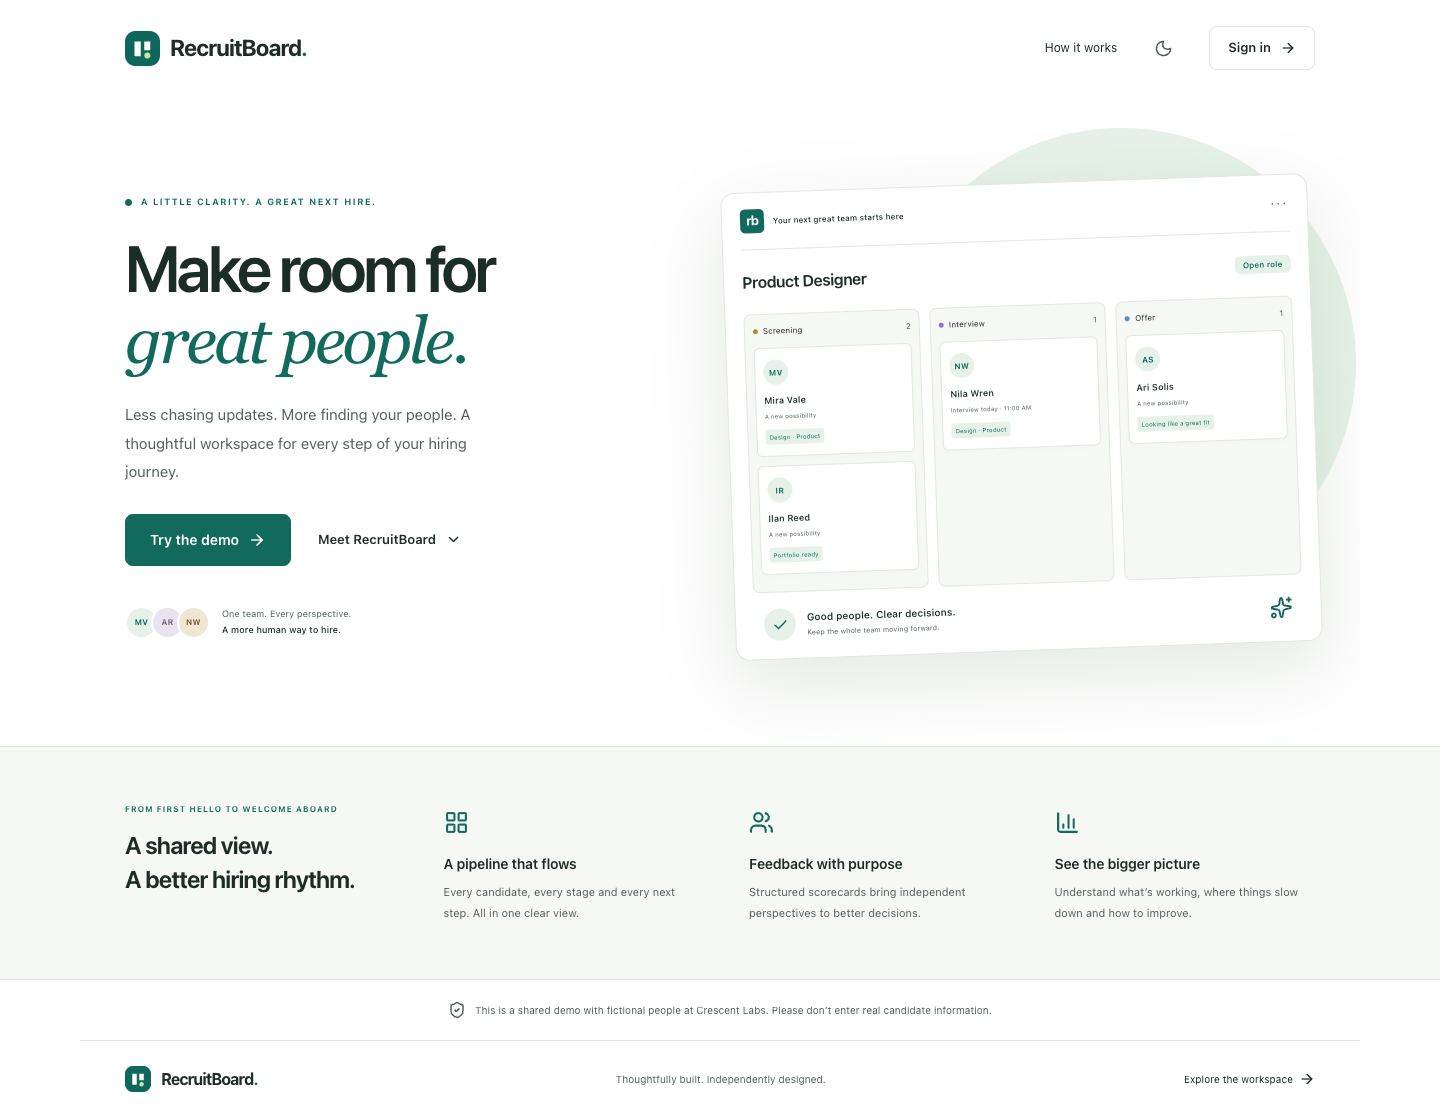 RecruitBoard.
How it works
Sign in
A LITTLE CLARITY. A GREAT NEXT HIRE.
Make room for
great people.
Less chasing updates. More finding your people. A
thoughtful workspace for every step of your hiring
journey.
Try the demo
Meet RecruitBoard
MV AR NW
One team. Every perspective.
A more human way to hire.
rb
Your next great team starts here
...
Product Designer
Open role
Screening 2
MV
Mira Vale
A new possibility
Design · Product
IR
Ilan Reed
A new possibility
Portfolio ready
Interview 1
NW
Nila Wren
Interview today · 11:00 AM
Design · Product
Offer 1
AS
Ari Solis
A new possibility
Looking like a great fit
Good people. Clear decisions.
Keep the whole team moving forward.
FROM FIRST HELLO TO WELCOME ABOARD
A shared view.
A better hiring rhythm.
A pipeline that flows
Every candidate, every stage and every next
step. All in one clear view.
Feedback with purpose
Structured scorecards bring independent
perspectives to better decisions.
See the bigger picture
Understand what’s working, where things slow
down and how to improve.
This is a shared demo with fictional people at Crescent Labs. Please don’t enter real candidate information.
RecruitBoard.
Thoughtfully built. Independently designed.
Explore the workspace